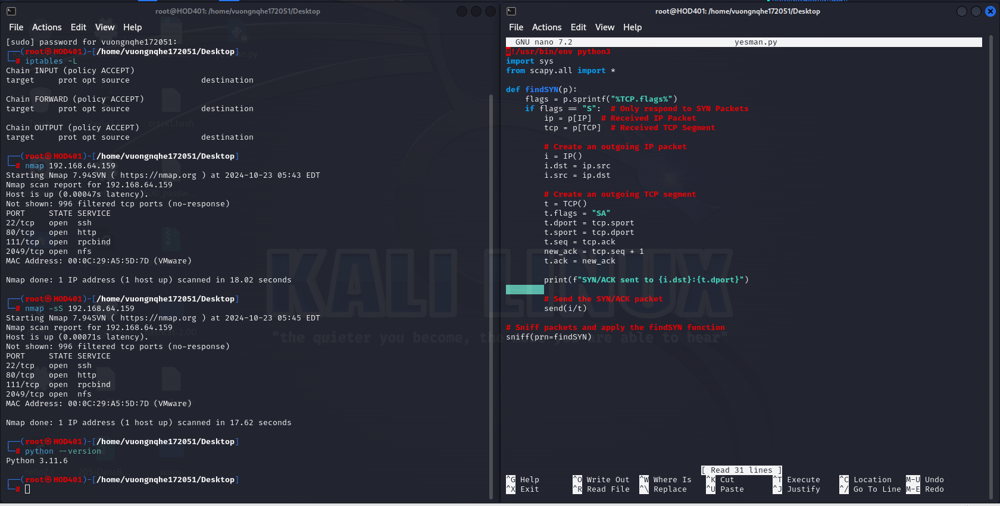 root@HOD401: /home/vuongnqhe172051/Desktop
File Actions Edit View Help
[sudo] password for vuongnqhe172051:
┌──(root㉿HOD401)-[/home/vuongnqhe172051/Desktop]
└─# iptables -L
Chain INPUT (policy ACCEPT)
target     prot opt source               destination

Chain FORWARD (policy ACCEPT)
target     prot opt source               destination

Chain OUTPUT (policy ACCEPT)
target     prot opt source               destination

┌──(root㉿HOD401)-[/home/vuongnqhe172051/Desktop]
└─# nmap 192.168.64.159
Starting Nmap 7.94SVN ( https://nmap.org ) at 2024-10-23 05:43 EDT
Nmap scan report for 192.168.64.159
Host is up (0.00047s latency).
Not shown: 996 filtered tcp ports (no-response)
PORT     STATE SERVICE
22/tcp   open  ssh
80/tcp   open  http
111/tcp  open  rpcbind
2049/tcp open  nfs
MAC Address: 00:0C:29:A5:5D:7D (VMware)

Nmap done: 1 IP address (1 host up) scanned in 18.02 seconds

┌──(root㉿HOD401)-[/home/vuongnqhe172051/Desktop]
└─# nmap -sS 192.168.64.159
Starting Nmap 7.94SVN ( https://nmap.org ) at 2024-10-23 05:45 EDT
Nmap scan report for 192.168.64.159
Host is up (0.00071s latency).
Not shown: 996 filtered tcp ports (no-response)
PORT     STATE SERVICE
22/tcp   open  ssh
80/tcp   open  http
111/tcp  open  rpcbind
2049/tcp open  nfs
MAC Address: 00:0C:29:A5:5D:7D (VMware)

Nmap done: 1 IP address (1 host up) scanned in 17.62 seconds

┌──(root㉿HOD401)-[/home/vuongnqhe172051/Desktop]
└─# python --version
Python 3.11.6

┌──(root㉿HOD401)-[/home/vuongnqhe172051/Desktop]
└─#
root@HOD401: /home/vuongnqhe172051/Desktop
File Actions Edit View Help
GNU nano 7.2 yesman.py
#!/usr/bin/env python3
import sys
from scapy.all import *

def findSYN(p):
    flags = p.sprintf("%TCP.flags%")
    if flags == "S":  # Only respond to SYN Packets
        ip = p[IP]  # Received IP Packet
        tcp = p[TCP]  # Received TCP Segment

        # Create an outgoing IP packet
        i = IP()
        i.dst = ip.src
        i.src = ip.dst

        # Create an outgoing TCP segment
        t = TCP()
        t.flags = "SA"
        t.dport = tcp.sport
        t.sport = tcp.dport
        t.seq = tcp.ack
        new_ack = tcp.seq + 1
        t.ack = new_ack

        print(f"SYN/ACK sent to {i.dst}:{t.dport}")

        # Send the SYN/ACK packet
        send(i/t)

# Sniff packets and apply the findSYN function
sniff(prn=findSYN)
[ Read 31 lines ]
^G Help ^O Write Out ^W Where Is ^K Cut ^T Execute ^C Location M-U Undo
^X Exit ^R Read File ^\ Replace ^U Paste ^J Justify ^/ Go To Line M-E Redo
KALI LINUX
"the quieter you become, the you are able to hear"
hello2.c
scapy
crack1.hash